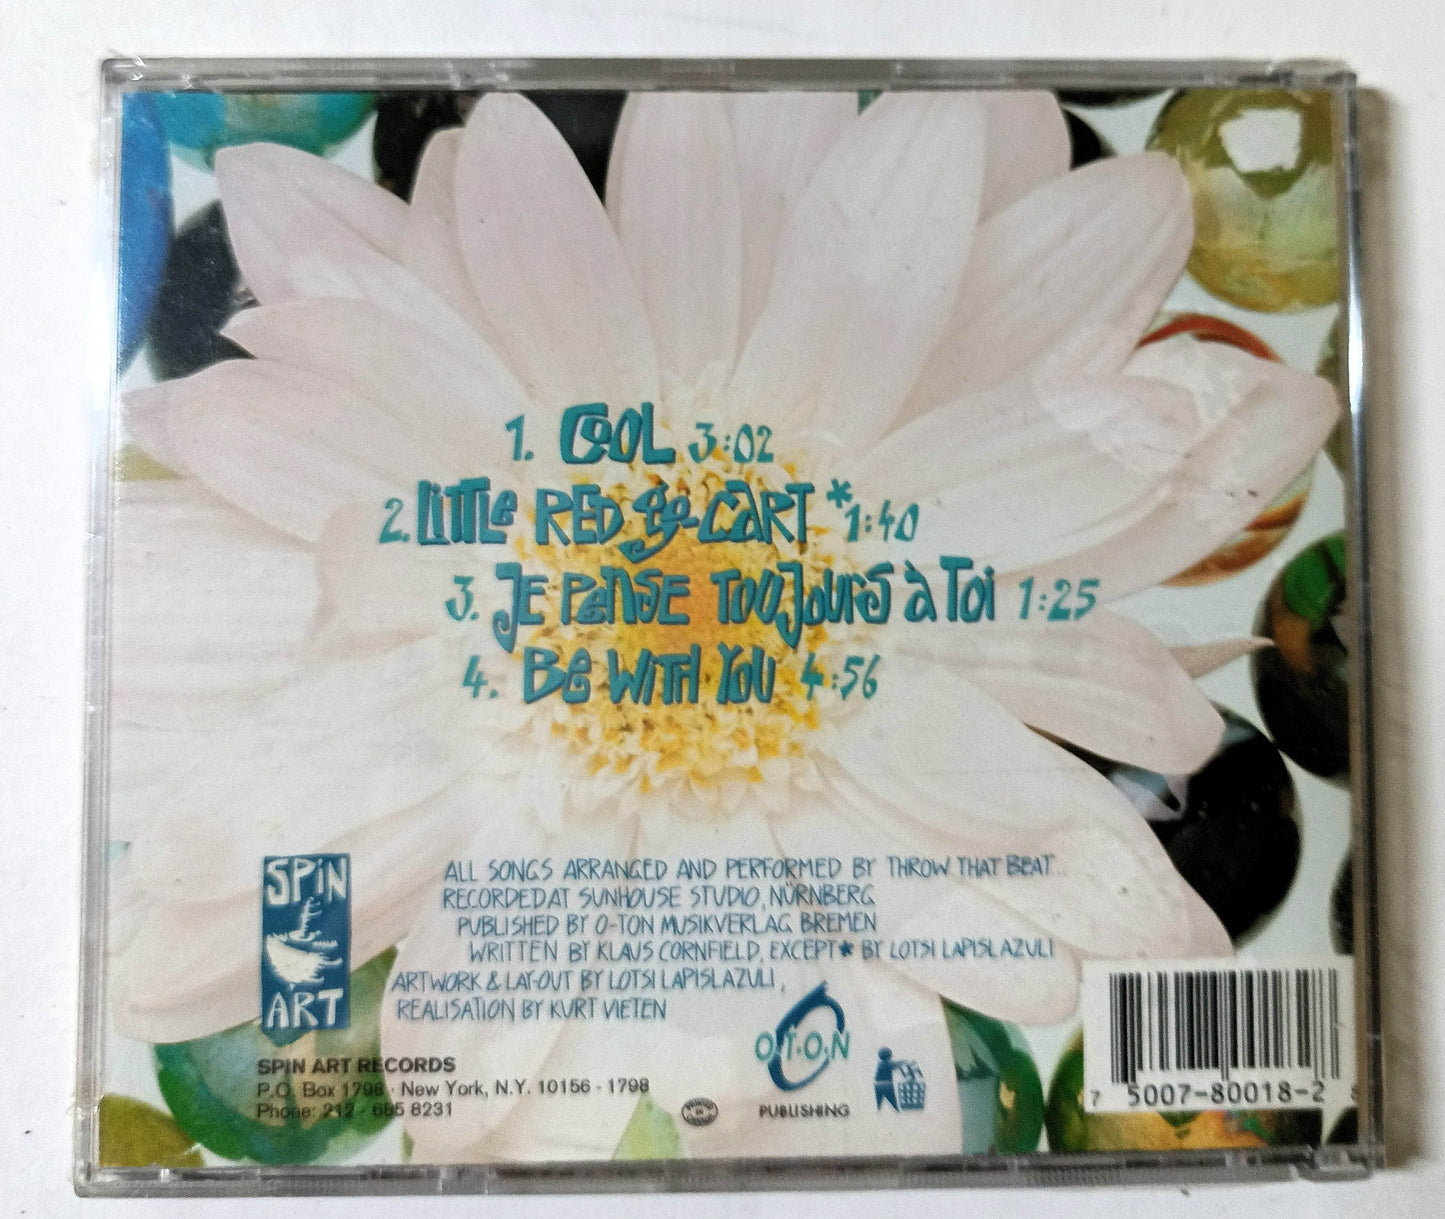 1. COOL 3:02
2. LITTLE RED go-CART * 1:40
3. JE PENSE TOUJOURS à TOI 1:25
4. Be WITH YOU 4:56
SPIN
ART
ALL SONGS ARRANGED AND PERFORMED BY THROW THAT BEAT...
RECORDED AT SUNHOUSE STUDIO, NÜRNBERG
PUBLISHED BY O-TON MUSIKVERLAG BREMEN
WRITTEN BY KLAUS CORNFIELD, EXCEPT * BY LOTSI LAPISLAZULI
ARTWORK & LAY-OUT BY LOTSI LAPISLAZULI,
REALISATION BY KURT VIETEN
SPIN ART RECORDS
P.O. Box 1798 · New York, N.Y. 10156 - 1798
Phone: 212 - 685 8231
O.T.O.N
PUBLISHING
7 5007-80018-2 8